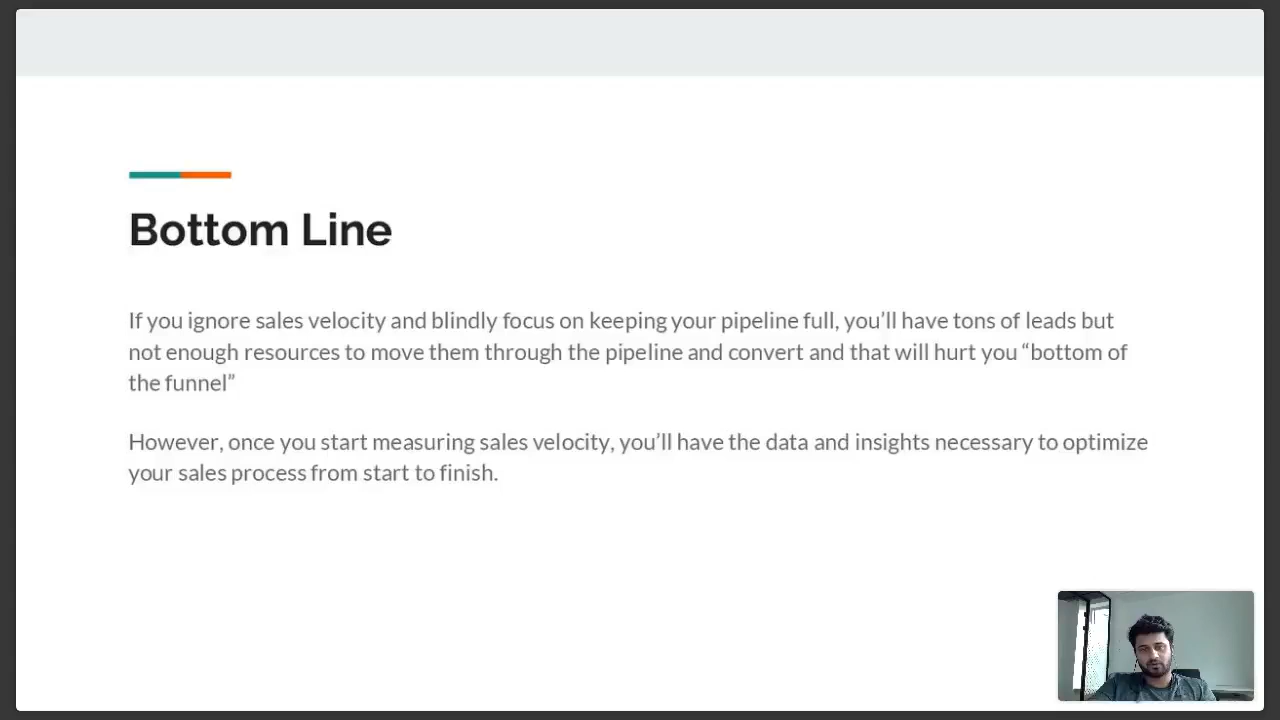 Bottom Line
If you ignore sales velocity and blindly focus on keeping your pipeline full, you’ll have tons of leads but
not enough resources to move them through the pipeline and convert and that will hurt you “bottom of
the funnel”
However, once you start measuring sales velocity, you’ll have the data and insights necessary to optimize
your sales process from start to finish.